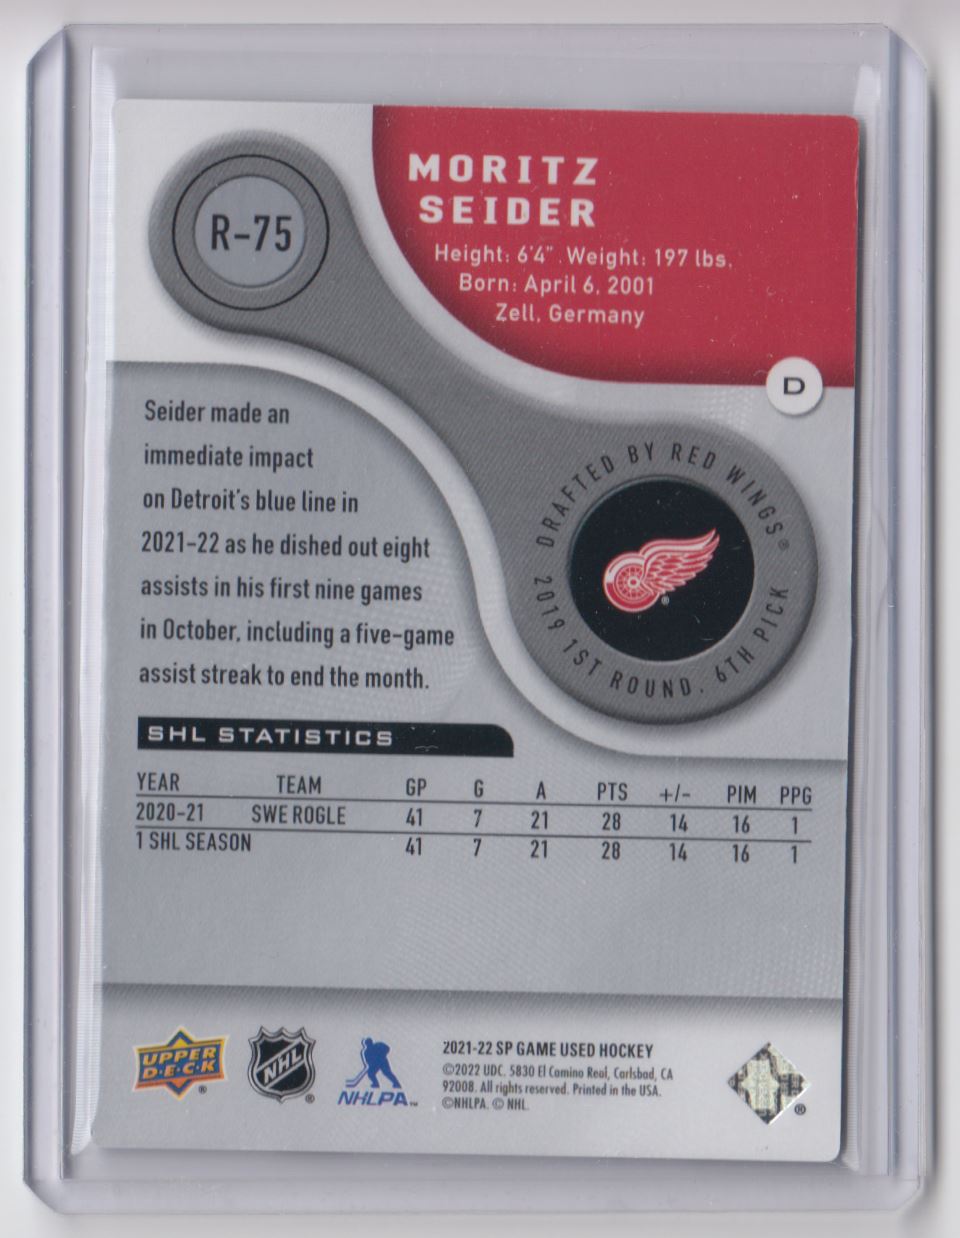 R-75
MORITZ
SEIDER
Height: 6'4" . Weight: 197 lbs.
Born: April 6, 2001
Zell, Germany
D
Seider made an
immediate impact
on Detroit's blue line in
2021-22 as he dished out eight
assists in his first nine games
in October, including a five-game
assist streak to end the month.
DRAFTED BY RED WINGS®
2019 1ST ROUND, 6TH PICK
®
SHL STATISTICS
YEAR TEAM GP G A PTS +/- PIM PPG
2020-21 SWE ROGLE 41 7 21 28 14 16 1
1 SHL SEASON 41 7 21 28 14 16 1
UPPER
D·E·C·K
®
NHL
®
NHLPA™
2021-22 SP GAME USED HOCKEY
©2022 UDC. 5830 El Camino Real, Carlsbad, CA
92008. All rights reserved. Printed in the USA.
©NHLPA. © NHL.
®